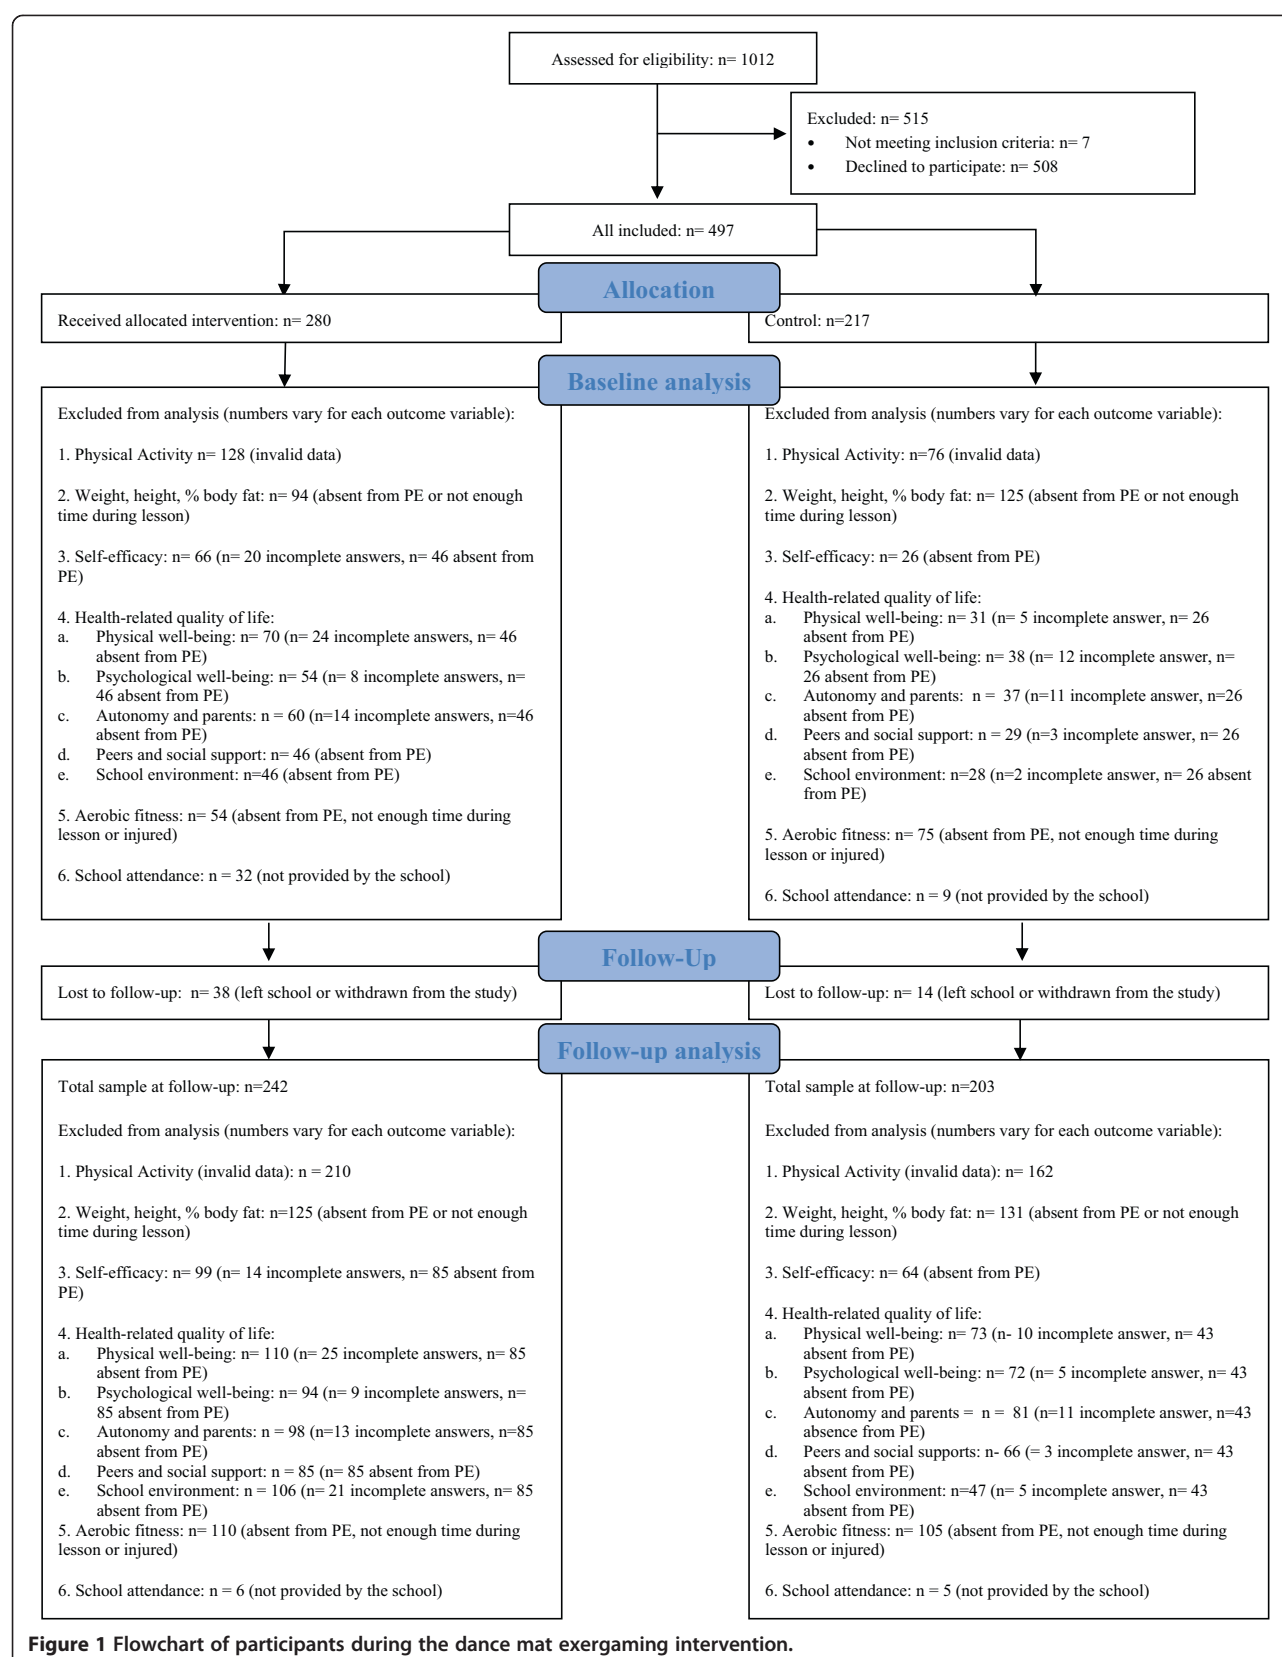 Assessed for eligibility: n= 1012
Excluded: n= 515
• Not meeting inclusion criteria: n= 7
• Declined to participate: n= 508
All included: n= 497
Allocation
Received allocated intervention: n= 280
Control: n=217
Baseline analysis
Excluded from analysis (numbers vary for each outcome variable):
1. Physical Activity n= 128 (invalid data)
2. Weight, height, % body fat: n= 94 (absent from PE or not enough
time during lesson)
3. Self-efficacy: n= 66 (n= 20 incomplete answers, n= 46 absent from
PE)
4. Health-related quality of life:
a. Physical well-being: n= 70 (n= 24 incomplete answers, n= 46
absent from PE)
b. Psychological well-being: n= 54 (n= 8 incomplete answers, n=
46 absent from PE)
c. Autonomy and parents: n = 60 (n=14 incomplete answers, n=46
absent from PE)
d. Peers and social support: n= 46 (absent from PE)
e. School environment: n=46 (absent from PE)
5. Aerobic fitness: n= 54 (absent from PE, not enough time during
lesson or injured)
6. School attendance: n = 32 (not provided by the school)
Excluded from analysis (numbers vary for each outcome variable):
1. Physical Activity: n=76 (invalid data)
2. Weight, height, % body fat: n= 125 (absent from PE or not enough
time during lesson)
3. Self-efficacy: n= 26 (absent from PE)
4. Health-related quality of life:
a. Physical well-being: n= 31 (n= 5 incomplete answer, n= 26
absent from PE)
b. Psychological well-being: n= 38 (n= 12 incomplete answer, n=
26 absent from PE)
c. Autonomy and parents: n = 37 (n=11 incomplete answer, n=26
absent from PE)
d. Peers and social support: n = 29 (n=3 incomplete answer, n= 26
absent from PE)
e. School environment: n=28 (n=2 incomplete answer, n= 26 absent
from PE)
5. Aerobic fitness: n= 75 (absent from PE, not enough time during
lesson or injured)
6. School attendance: n = 9 (not provided by the school)
Follow-Up
Lost to follow-up: n= 38 (left school or withdrawn from the study)
Lost to follow-up: n= 14 (left school or withdrawn from the study)
Follow-up analysis
Total sample at follow-up: n=242
Excluded from analysis (numbers vary for each outcome variable):
1. Physical Activity (invalid data): n = 210
2. Weight, height, % body fat: n=125 (absent from PE or not enough
time during lesson)
3. Self-efficacy: n= 99 (n= 14 incomplete answers, n= 85 absent from
PE)
4. Health-related quality of life:
a. Physical well-being: n= 110 (n= 25 incomplete answers, n= 85
absent from PE)
b. Psychological well-being: n= 94 (n= 9 incomplete answers, n=
85 absent from PE)
c. Autonomy and parents: n = 98 (n=13 incomplete answers, n=85
absent from PE)
d. Peers and social support: n = 85 (n= 85 absent from PE)
e. School environment: n = 106 (n= 21 incomplete answers, n= 85
absent from PE)
5. Aerobic fitness: n= 110 (absent from PE, not enough time during
lesson or injured)
6. School attendance: n = 6 (not provided by the school)
Total sample at follow-up: n=203
Excluded from analysis (numbers vary for each outcome variable):
1. Physical Activity (invalid data): n= 162
2. Weight, height, % body fat: n= 131 (absent from PE or not enough
time during lesson)
3. Self-efficacy: n= 64 (absent from PE)
4. Health-related quality of life:
a. Physical well-being: n= 73 (n- 10 incomplete answer, n= 43
absent from PE)
b. Psychological well-being: n= 72 (n= 5 incomplete answer, n= 43
absent from PE)
c. Autonomy and parents = n = 81 (n=11 incomplete answer, n=43
absence from PE)
d. Peers and social supports: n- 66 (= 3 incomplete answer, n= 43
absent from PE)
e. School environment: n=47 (n= 5 incomplete answer, n= 43
absent from PE)
5. Aerobic fitness: n= 105 (absent from PE, not enough time during
lesson or injured)
6. School attendance: n = 5 (not provided by the school)
Figure 1 Flowchart of participants during the dance mat exergaming intervention.